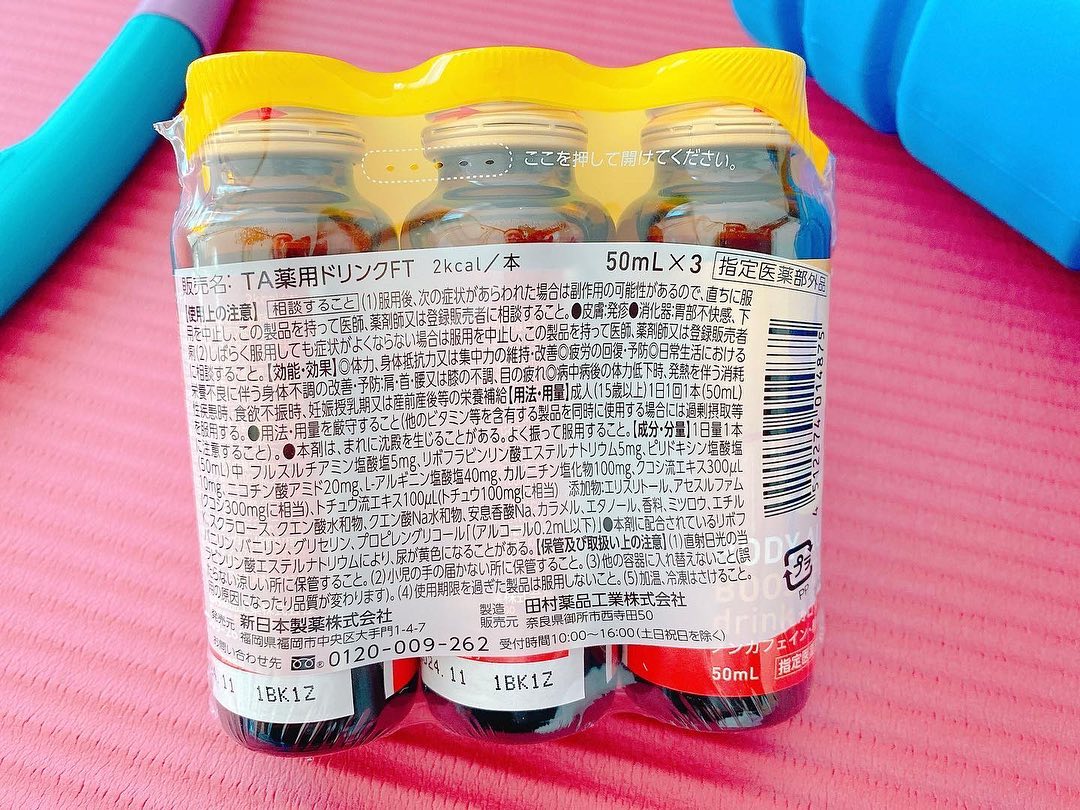 ここを押して開けてください。
販売名: TA薬用ドリンクFT 2kcal/本 50mL×3 指定医薬部外品
【使用上の注意】 相談すること (1)服用後、次の症状があらわれた場合は副作用の可能性があるので、直ちに服
用を中止し、この製品を持って医師、薬剤師又は登録販売者に相談すること。●皮膚:発疹●消化器:胃部不快感、下
痢(2)しばらく服用しても症状がよくならない場合は服用を中止し、この製品を持って医師、薬剤師又は登録販売者
に相談すること。【効能・効果】◎体力、身体抵抗力又は集中力の維持・改善◎疲労の回復・予防◎日常生活における
栄養不良に伴う身体不調の改善・予防:肩・首・腰又は膝の不調、目の疲れ◎病中病後の体力低下時、発熱を伴う消耗
性疾患時、食欲不振時、妊娠授乳期又は産前産後等の栄養補給【用法・用量】成人(15歳以上)1日1回1本(50mL)
を服用する。●用法・用量を厳守すること(他のビタミン等を含有する製品を同時に使用する場合には過剰摂取等
に注意すること)。●本剤は、まれに沈殿を生じることがある。よく振って服用すること。【成分・分量】1日量1本
(50mL)中 フルスルチアミン塩酸塩5mg、リボフラビンリン酸エステルナトリウム5mg、ピリドキシン塩酸塩
10mg、ニコチン酸アミド20mg、L-アルギニン塩酸塩40mg、カルニチン塩化物100mg、クコシ流エキス300μL
(クコシ300mgに相当)、トチュウ流エキス100μL(トチュウ100mgに相当) 添加物:エリスリトール、アセスルファム
K、スクラロース、クエン酸水和物、クエン酸Na水和物、安息香酸Na、カラメル、エタノール、香料、ミツロウ、エチル
バニリン、バニリン、グリセリン、プロピレングリコール「(アルコール0.2mL以下)」●本剤に配合されているリボフ
ラビンリン酸エステルナトリウムにより、尿が黄色になることがある。【保管及び取扱い上の注意】(1)直射日光の当
たらない涼しい所に保管すること。(2)小児の手の届かない所に保管すること。(3)他の容器に入れ替えないこと(誤
用の原因になったり品質が変わります)。(4)使用期限を過ぎた製品は服用しないこと。(5)加温、冷凍はさけること。
発売元 新日本製薬株式会社
福岡県福岡市中央区大手門1-4-7
製造販売元 田村薬品工業株式会社
奈良県御所市西寺田50
お問い合わせ先 0120-009-262 受付時間10:00〜16:00(土日祝日を除く)
4 512274 014875
プラ
PP
BODY
BOOST
drink
ノンカフェイン
50mL 指定医
.11 1BK1Z
24.11 1BK1Z